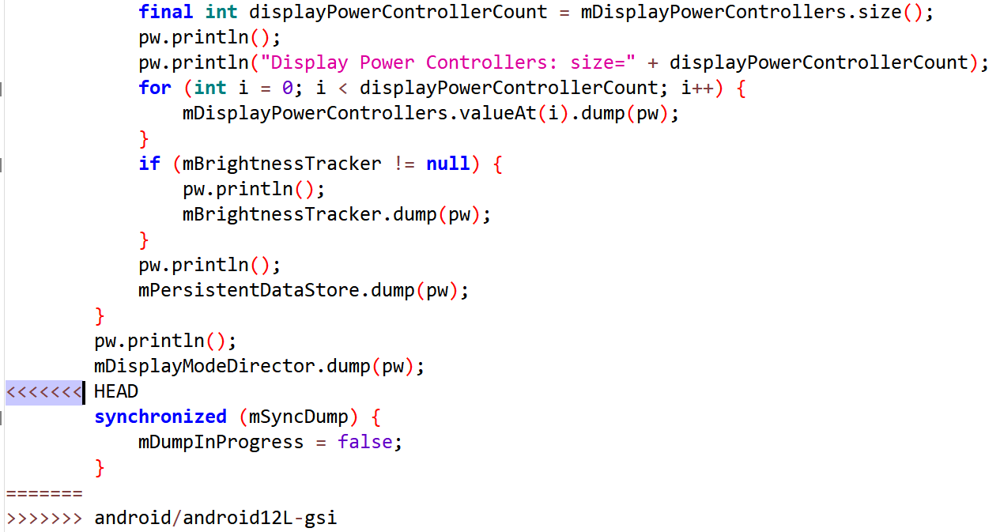 final int displayPowerControllerCount = mDisplayPowerControllers.size();
pw.println();
pw.println("Display Power Controllers: size=" + displayPowerControllerCount);
for (int i = 0; i < displayPowerControllerCount; i++) {
mDisplayPowerControllers.valueAt(i).dump(pw);
}
if (mBrightnessTracker != null) {
pw.println();
mBrightnessTracker.dump(pw);
}
pw.println();
mPersistentDataStore.dump(pw);
}
pw.println();
mDisplayModeDirector.dump(pw);
<<<<<<< HEAD
synchronized (mSyncDump) {
mDumpInProgress = false;
}
=======
>>>>>>> android/android12L-gsi